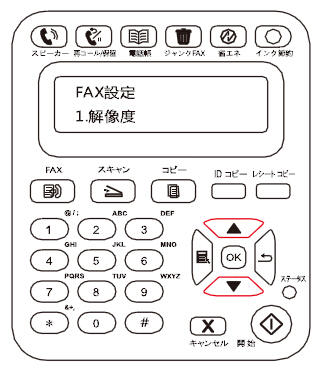 スピーカー 再コール/保留 電話帳 ジャンクFAX 省エネ インク節約
FAX設定
1.解像度
FAX スキャン コピー ID コピー レシートコピー
@/: ABC DEF
1 2 3
GHI JKL MNO
4 5 6
OK
PQRS TUV WXYZ
7 8 9
ステータス
&+,
* 0 #
X
キャンセル 開始